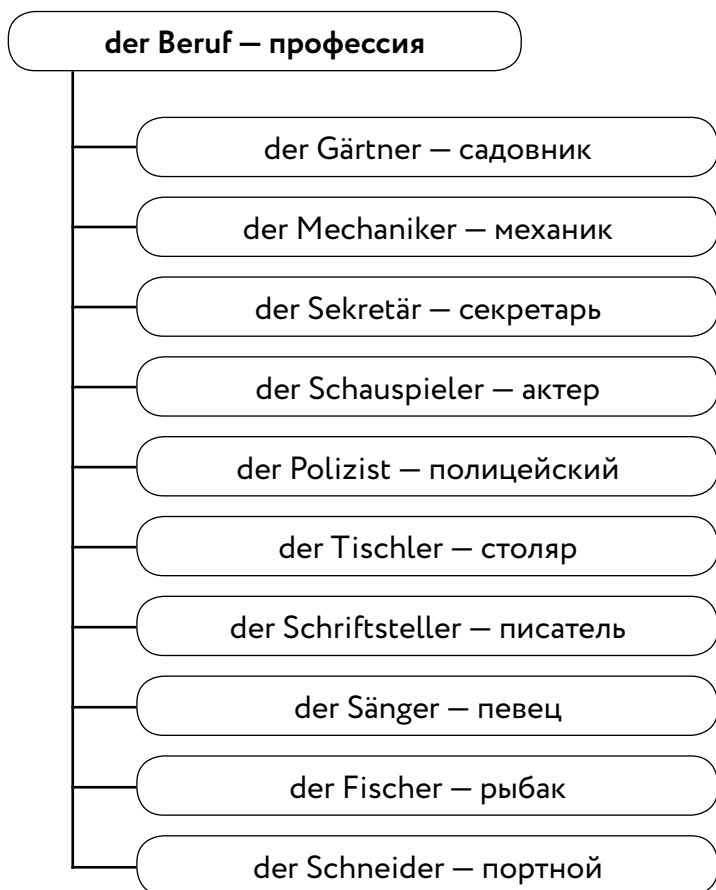 der Beruf — профессия
der Gärtner — садовник
der Mechaniker — механик
der Sekretär — секретарь
der Schauspieler — актер
der Polizist — полицейский
der Tischler — столяр
der Schriftsteller — писатель
der Sänger — певец
der Fischer — рыбак
der Schneider — портной